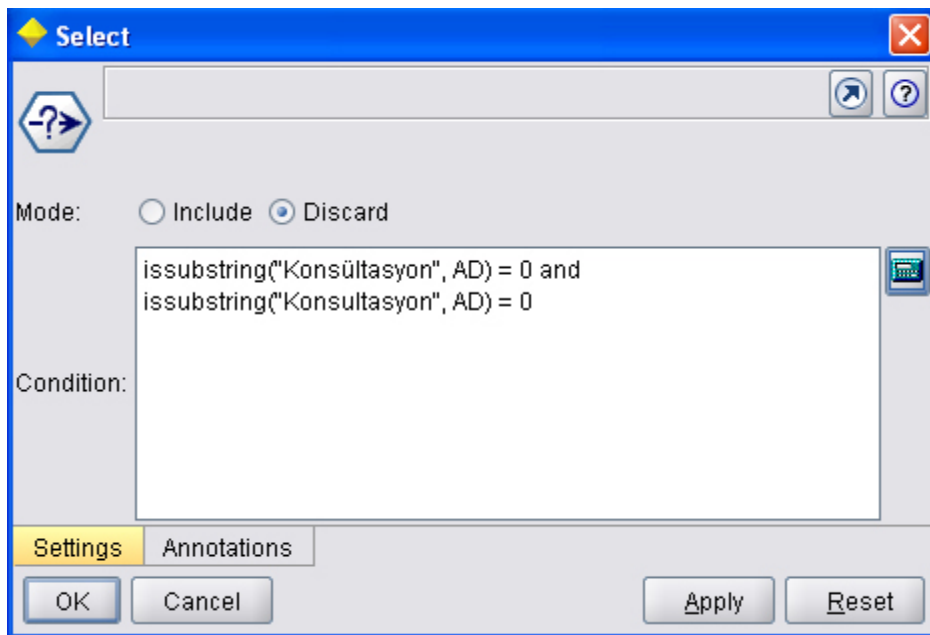 Select
Mode: Include Discard
issubstring("Konsültasyon", AD) = 0 and
issubstring("Konsultasyon", AD) = 0
Condition:
Settings Annotations
OK Cancel Apply Reset